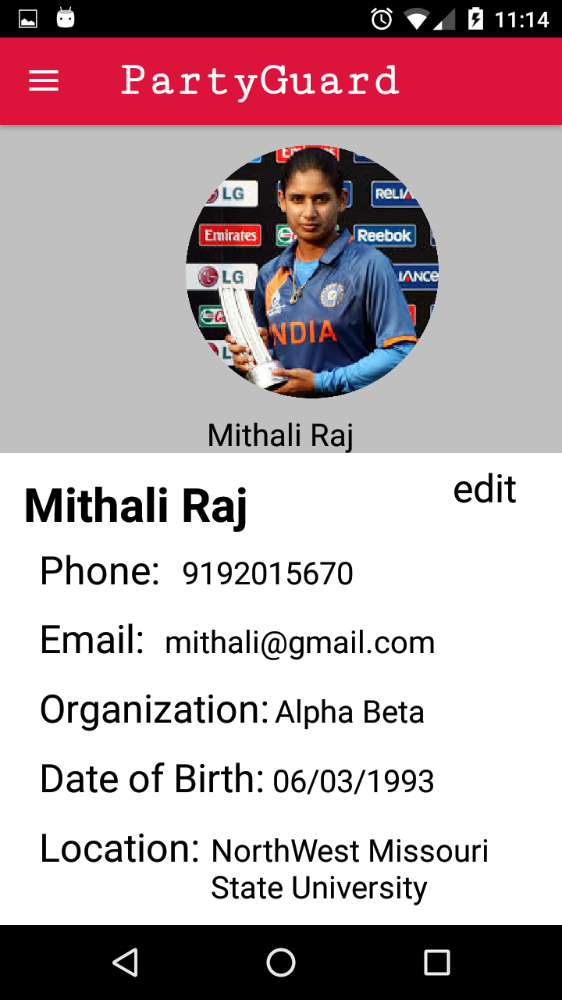 11:14
PartyGuard
Emirates
LG
RELIA
Emirates
Reebok
LG
IANCE
NDIA
Mithali Raj
Mithali Raj
edit
Phone: 9192015670
Email: mithali@gmail.com
Organization: Alpha Beta
Date of Birth: 06/03/1993
Location: NorthWest Missouri
State University